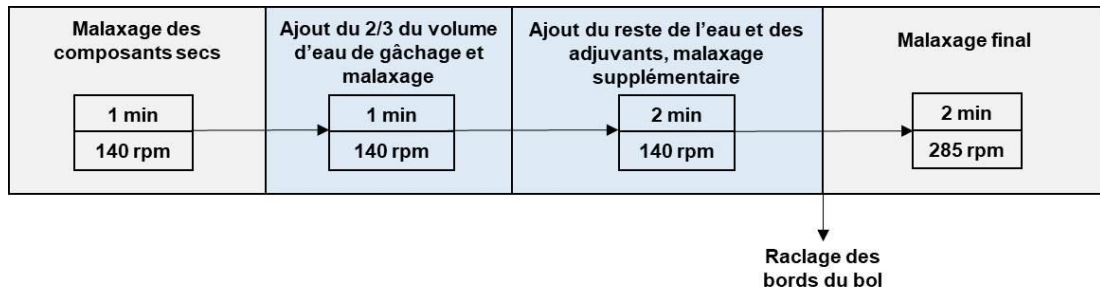 Malaxage des
composants secs
1 min
140 rpm
Ajout du 2/3 du volume
d'eau de gâchage et
malaxage
1 min
140 rpm
Ajout du reste de l'eau et des
adjuvants, malaxage
supplémentaire
2 min
140 rpm
Malaxage final
2 min
285 rpm
Raclage des
bords du bol